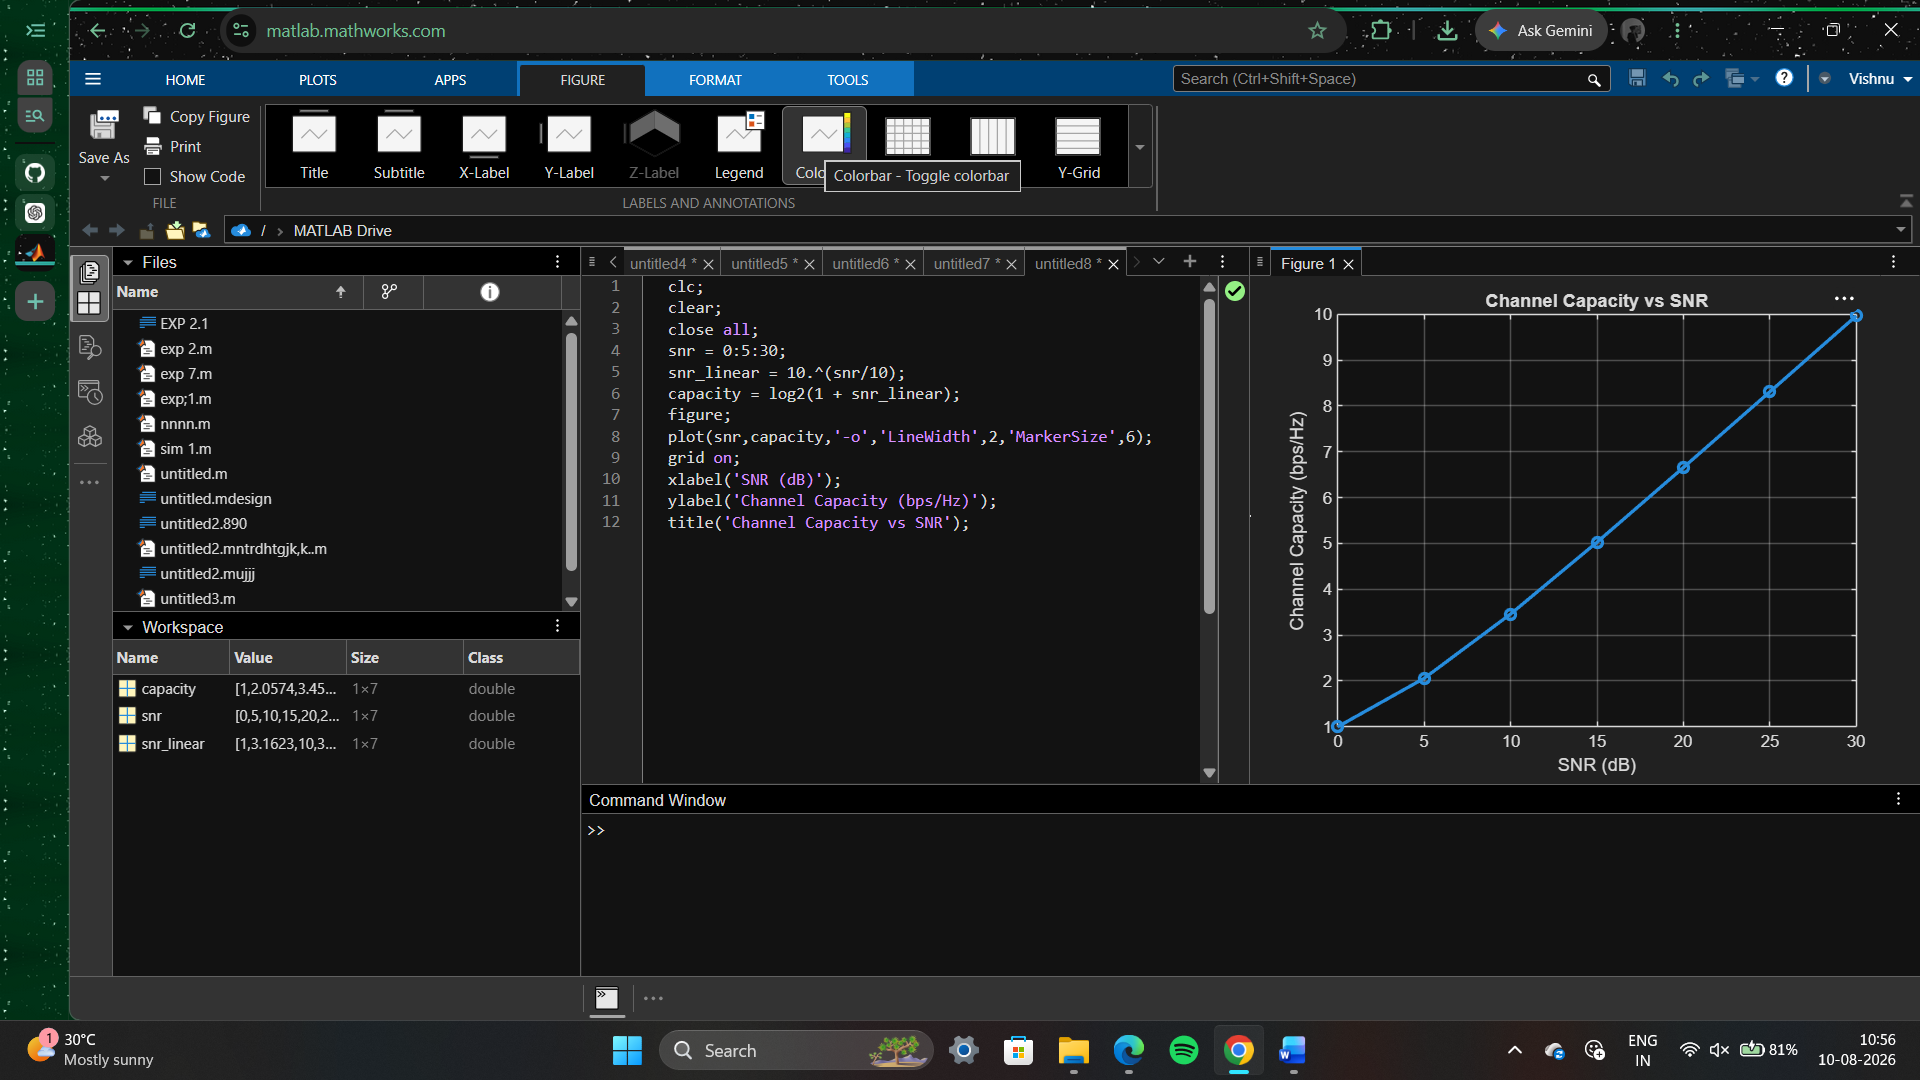 matlab.mathworks.com
Ask Gemini
HOME PLOTS APPS FIGURE FORMAT TOOLS
Search (Ctrl+Shift+Space)
Vishnu
Save As
Copy Figure
Print
Show Code
FILE
Title Subtitle X-Label Y-Label Z-Label Legend Colo Y-Grid
Colorbar - Toggle colorbar
LABELS AND ANNOTATIONS
/ › MATLAB Drive
Files
Name
EXP 2.1
exp 2.m
exp 7.m
exp;1.m
nnnn.m
sim 1.m
untitled.m
untitled.mdesign
untitled2.890
untitled2.mntrdhtgjk,k..m
untitled2.mujjj
untitled3.m
Workspace
Name Value Size Class
capacity [1,2.0574,3.45... 1×7 double
snr [0,5,10,15,20,2... 1×7 double
snr_linear [1,3.1623,10,3... 1×7 double
untitled4 * untitled5 * untitled6 * untitled7 * untitled8 *
1 clc;
2 clear;
3 close all;
4 snr = 0:5:30;
5 snr_linear = 10.^(snr/10);
6 capacity = log2(1 + snr_linear);
7 figure;
8 plot(snr,capacity,'-o','LineWidth',2,'MarkerSize',6);
9 grid on;
10 xlabel('SNR (dB)');
11 ylabel('Channel Capacity (bps/Hz)');
12 title('Channel Capacity vs SNR');
Figure 1
Channel Capacity vs SNR
Channel Capacity (bps/Hz)
10
9
8
7
6
5
4
3
2
1
0 5 10 15 20 25 30
SNR (dB)
Command Window
>>
1
30°C
Mostly sunny
Search
ENG
IN
81%
10:56
10-08-2026